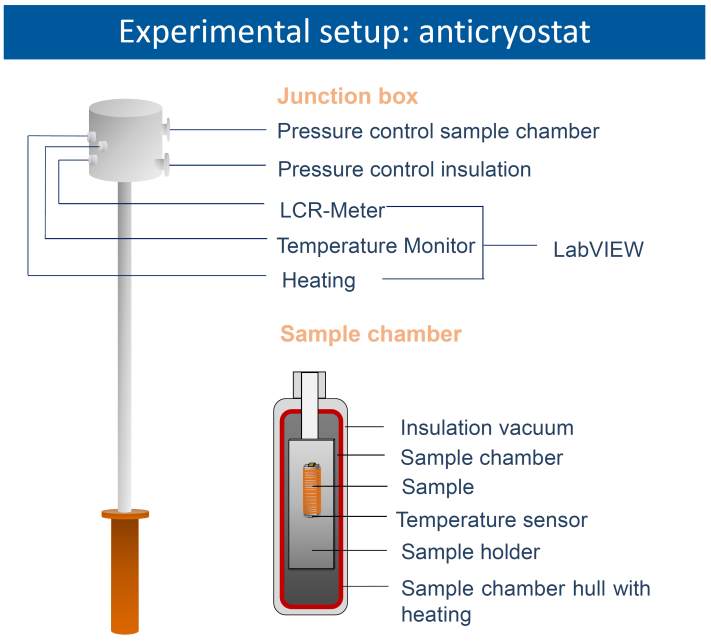 Experimental setup: anticryostat
Junction box
Pressure control sample chamber
Pressure control insulation
LCR-Meter
Temperature Monitor
LabVIEW
Heating
Sample chamber
Insulation vacuum
Sample chamber
Sample
Temperature sensor
Sample holder
Sample chamber hull with
heating